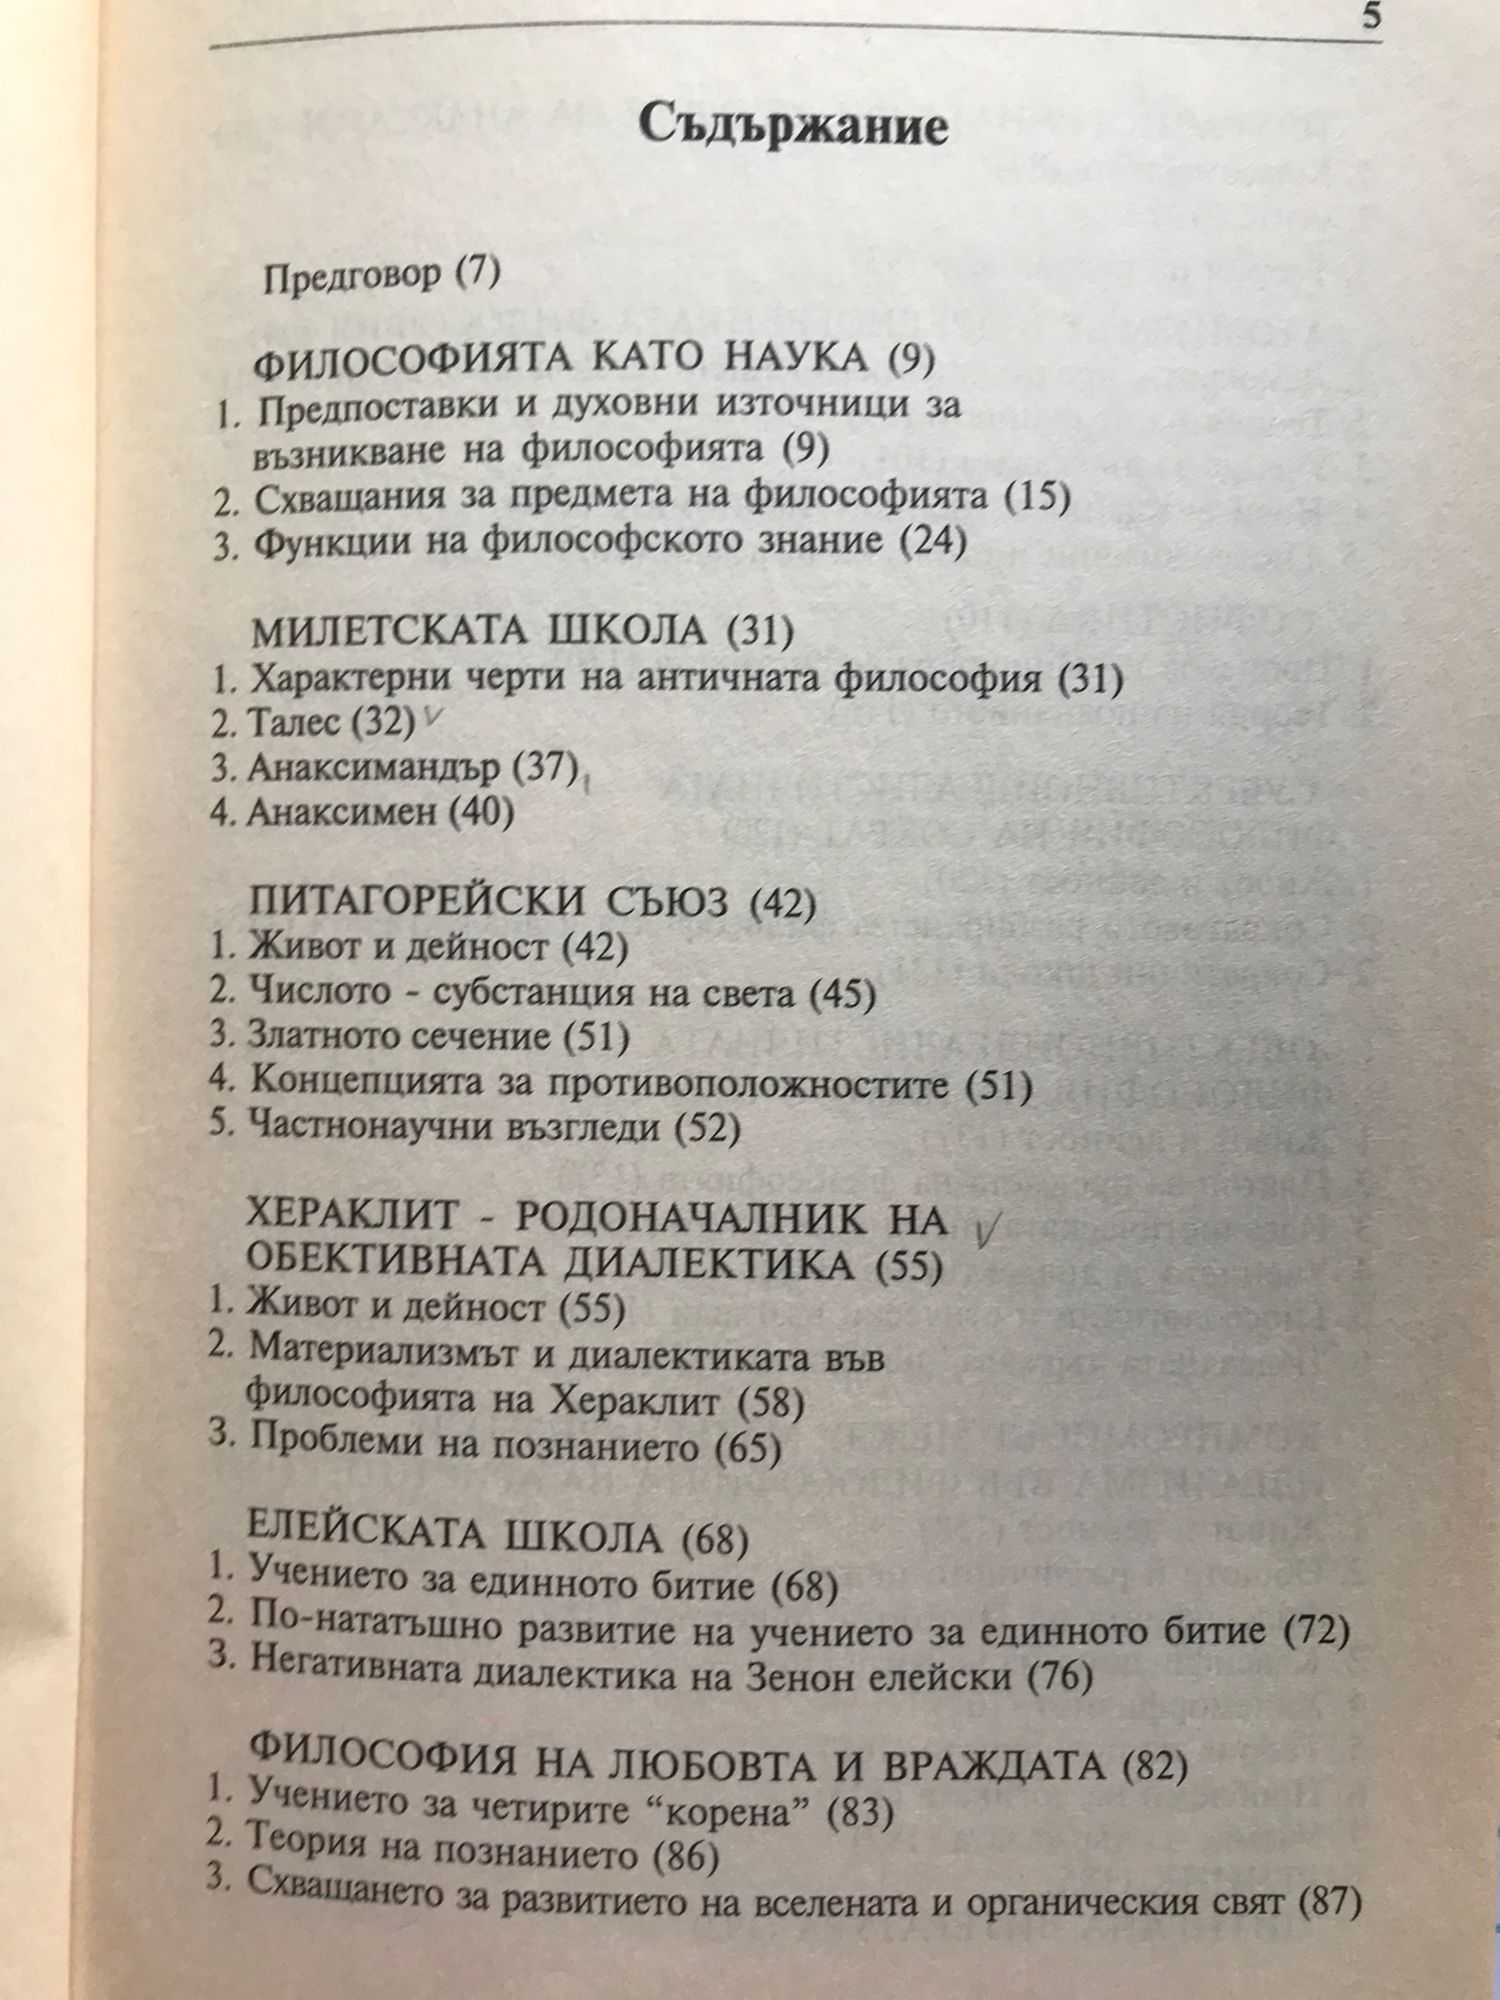 5
Съдържание
Предговор (7)
ФИЛОСОФИЯТА КАТО НАУКА (9)
1. Предпоставки и духовни източници за
възникване на философията (9)
2. Схващания за предмета на философията (15)
3. Функции на философското знание (24)
МИЛЕТСКАТА ШКОЛА (31)
1. Характерни черти на античната философия (31)
2. Талес (32)
3. Анаксимандър (37)
4. Анаксимен (40)
ПИТАГОРЕЙСКИ СЪЮЗ (42)
1. Живот и дейност (42)
2. Числото - субстанция на света (45)
3. Златното сечение (51)
4. Концепцията за противоположностите (51)
5. Частнонаучни възгледи (52)
ХЕРАКЛИТ - РОДОНАЧАЛНИК НА
ОБЕКТИВНАТА ДИАЛЕКТИКА (55)
1. Живот и дейност (55)
2. Материализмът и диалектиката във
философията на Хераклит (58)
3. Проблеми на познанието (65)
ЕЛЕЙСКАТА ШКОЛА (68)
1. Учението за единното битие (68)
2. По-нататъшно развитие на учението за единното битие (72)
3. Негативната диалектика на Зенон елейски (76)
ФИЛОСОФИЯ НА ЛЮБОВТА И ВРАЖДАТА (82)
1. Учението за четирите “корена” (83)
2. Теория на познанието (86)
3. Схващането за развитието на вселената и органическия свят (87)